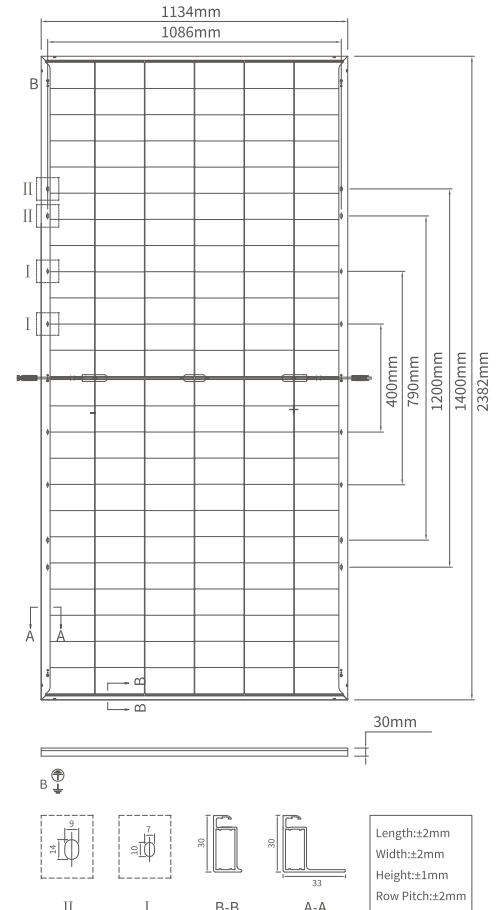 1134mm
1086mm
B
II
II
I
I
400mm
790mm
1200mm
1400mm
2382mm
A A
B
B
30mm
B
9
14
7
10
30
30
33
II
I
B-B
A-A
Length:±2mm
Width:±2mm
Height:±1mm
Row Pitch:±2mm